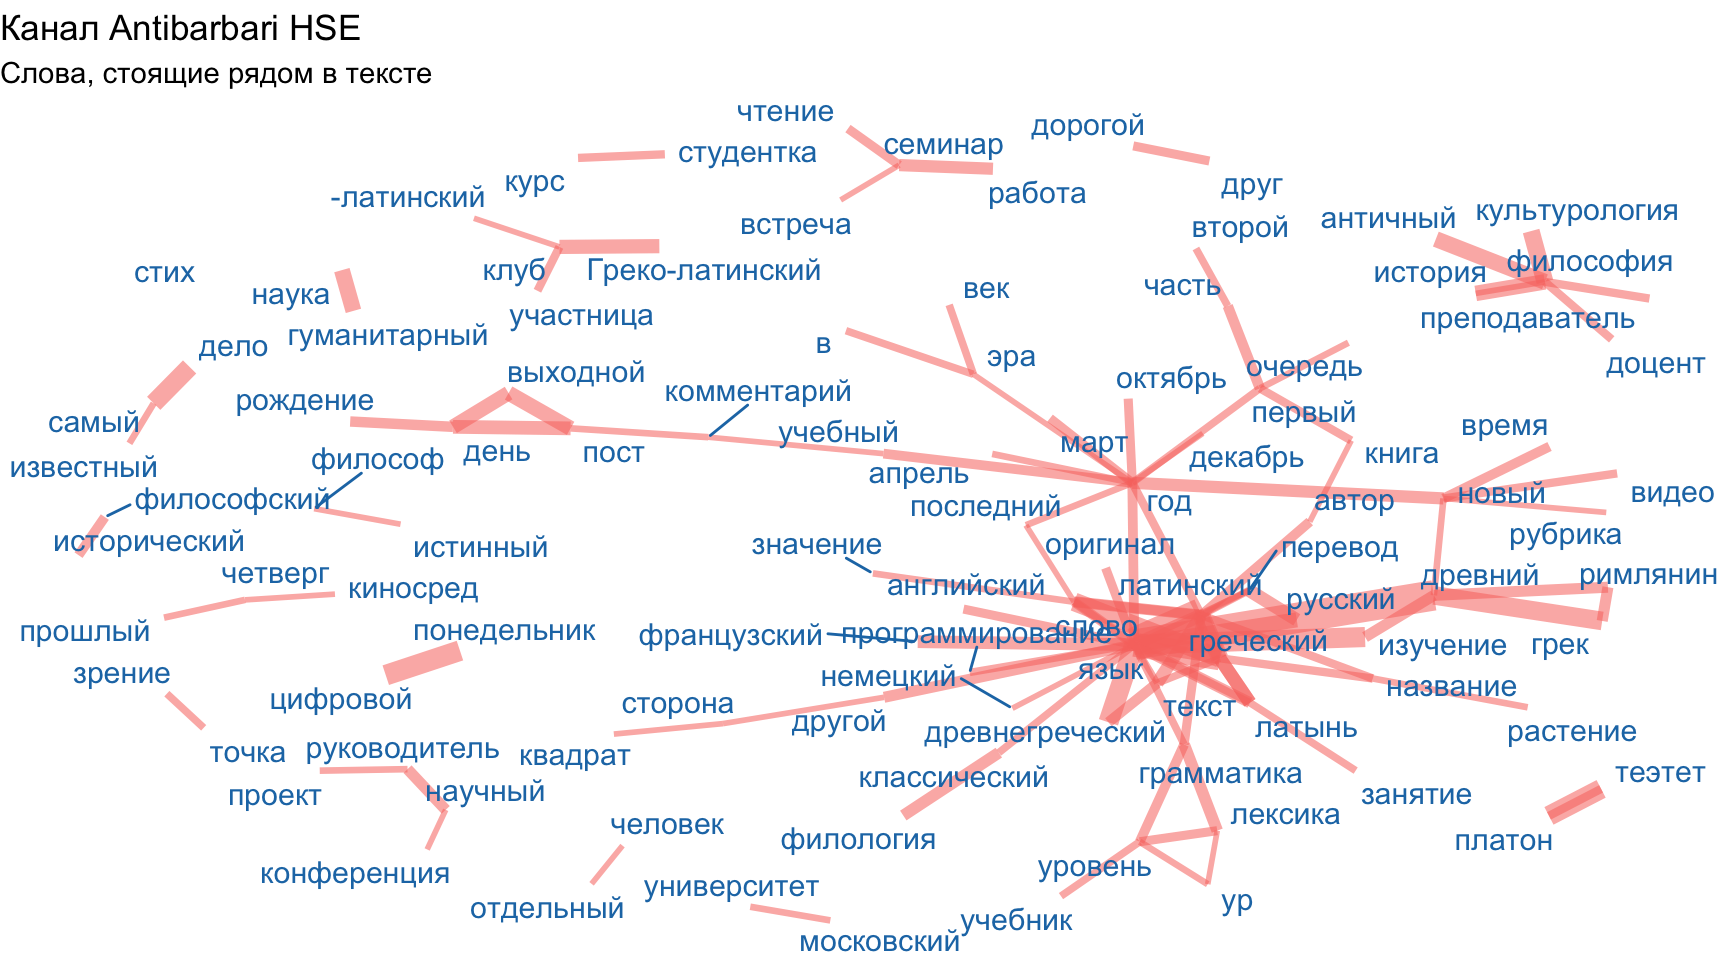 Канал Antibarbari HSE
Слова, стоящие рядом в тексте
чтение
дорогой
семинар
студентка
курс
-латинский
работа
друг
встреча
второй
античный
культурология
стих
клуб
Греко-латинский
история
философия
наука
часть
век
участница
преподаватель
гуманитарный
дело
в
эра
доцент
выходной
октябрь
очередь
комментарий
рождение
самый
первый
время
учебный
март
день
пост
декабрь
книга
известный
философ
апрель
философский
последний
год
автор
новый
видео
исторический
истинный
значение
оригинал
перевод
рубрика
четверг
киносред
английский
латинский
русский
древний
римлянин
прошлый
понедельник
французский
программирование
слово
греческий
изучение
грек
зрение
немецкий
язык
название
цифровой
сторона
другой
текст
древнегреческий
латынь
растение
точка
руководитель
квадрат
проект
научный
классический
грамматика
занятие
теэтет
лексика
человек
филология
платон
конференция
университет
уровень
отдельный
учебник
ур
московский